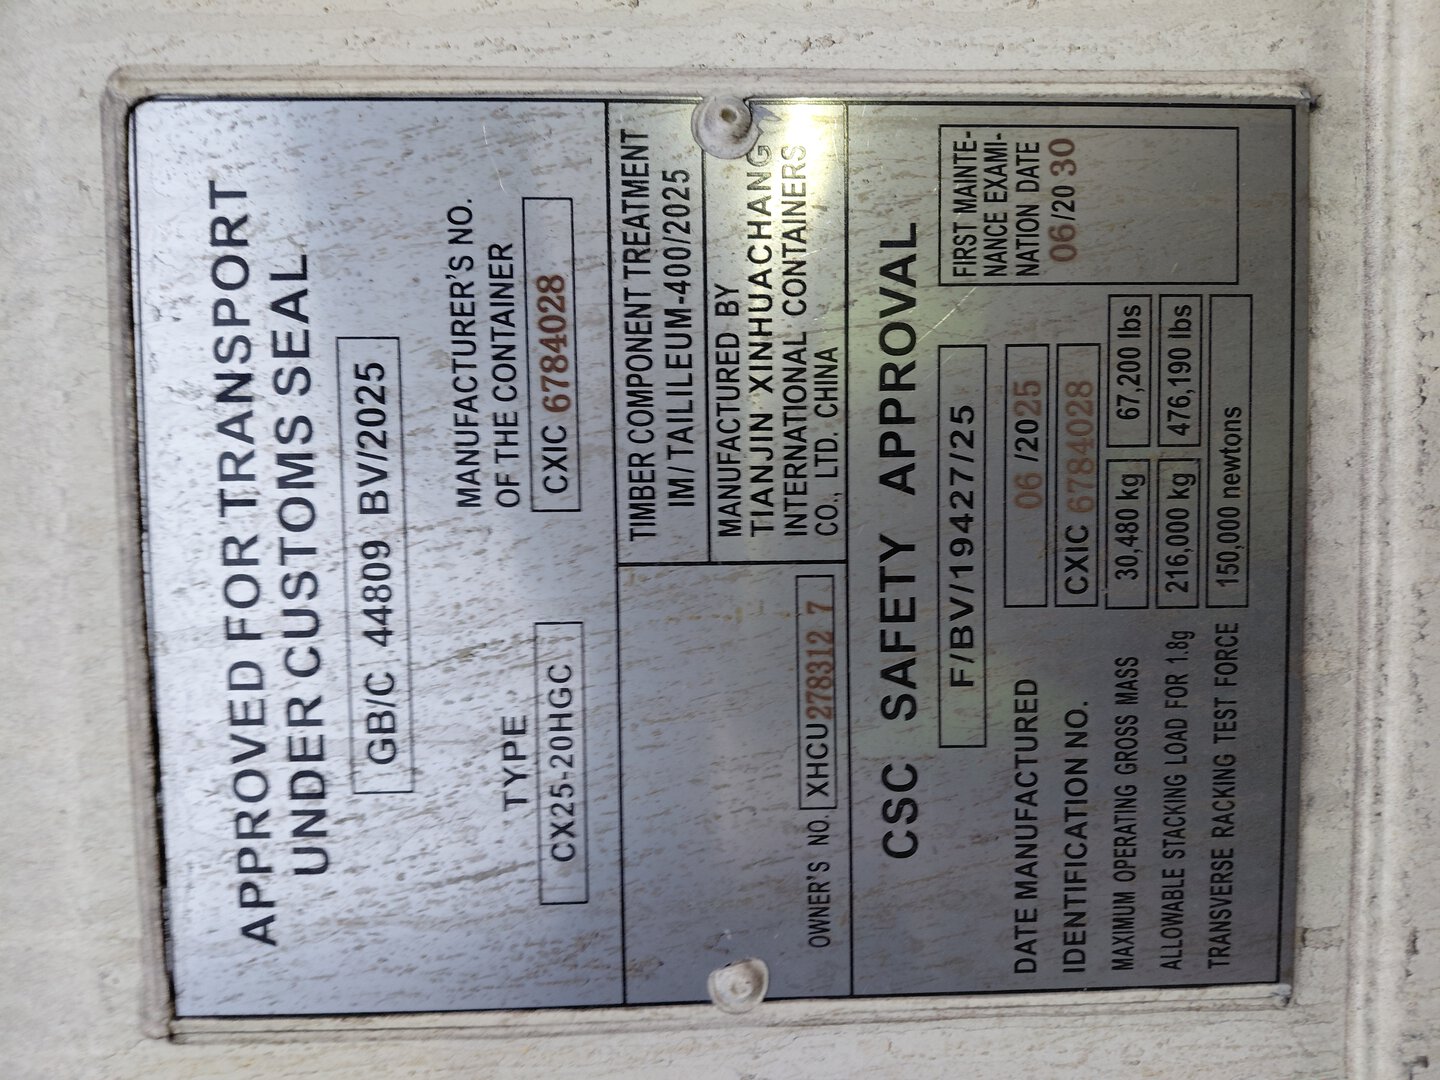 APPROVED FOR TRANSPORT
UNDER CUSTOMS SEAL
GB/C 44809 BV/2025
TYPE
CX25-20HGC
MANUFACTURER'S NO.
OF THE CONTAINER
CXIC 6784028
OWNER'S NO. XHCU 278312 7
TIMBER COMPONENT TREATMENT
IM/TAILILEUM-400/2025
MANUFACTURED BY
TIANJIN XINHUACHANG
INTERNATIONAL CONTAINERS
CO., LTD. CHINA
CSC SAFETY APPROVAL
F/BV/19427/25
DATE MANUFACTURED 06 /2025
IDENTIFICATION NO. CXIC 6784028
MAXIMUM OPERATING GROSS MASS 30,480 kg 67,200 lbs
ALLOWABLE STACKING LOAD FOR 1.8g 216,000 kg 476,190 lbs
TRANSVERSE RACKING TEST FORCE 150,000 newtons
FIRST MAINTE-
NANCE EXAMI-
NATION DATE
06/20 30